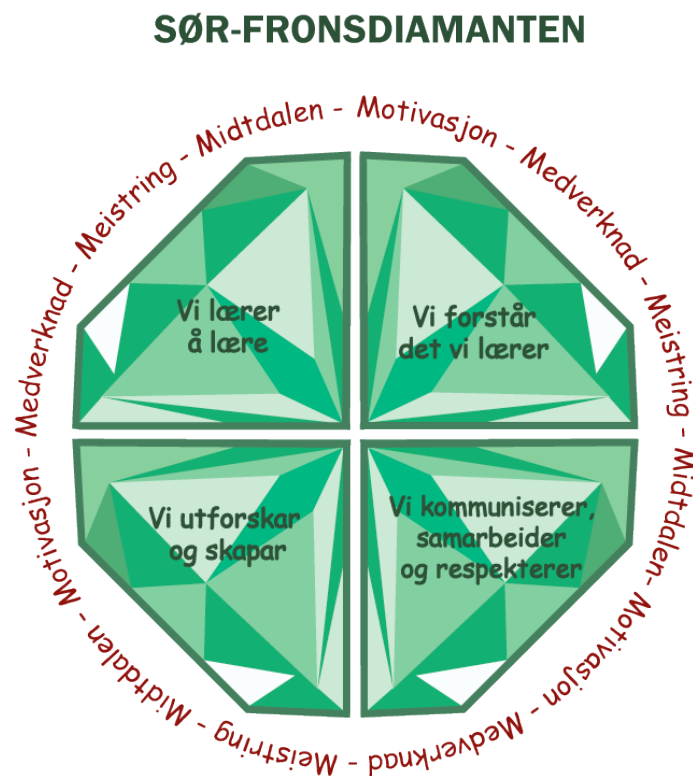 SØR-FRONSDIAMANTEN
Motivasjon - Medverknad - Meistring - Midtdalen- Motivasjon - Medverknad - Meistring - Midtdalen - Motivasjon - Medverknad - Meistring - Midtdalen -
Vi lærer
å lære
Vi forstår
det vi lærer
Vi utforskar
og skapar
Vi kommuniserer,
samarbeider
og respekterer